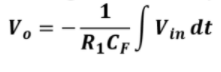 V_o = -\frac{1}{R_1 C_F} \int V_{in} dt